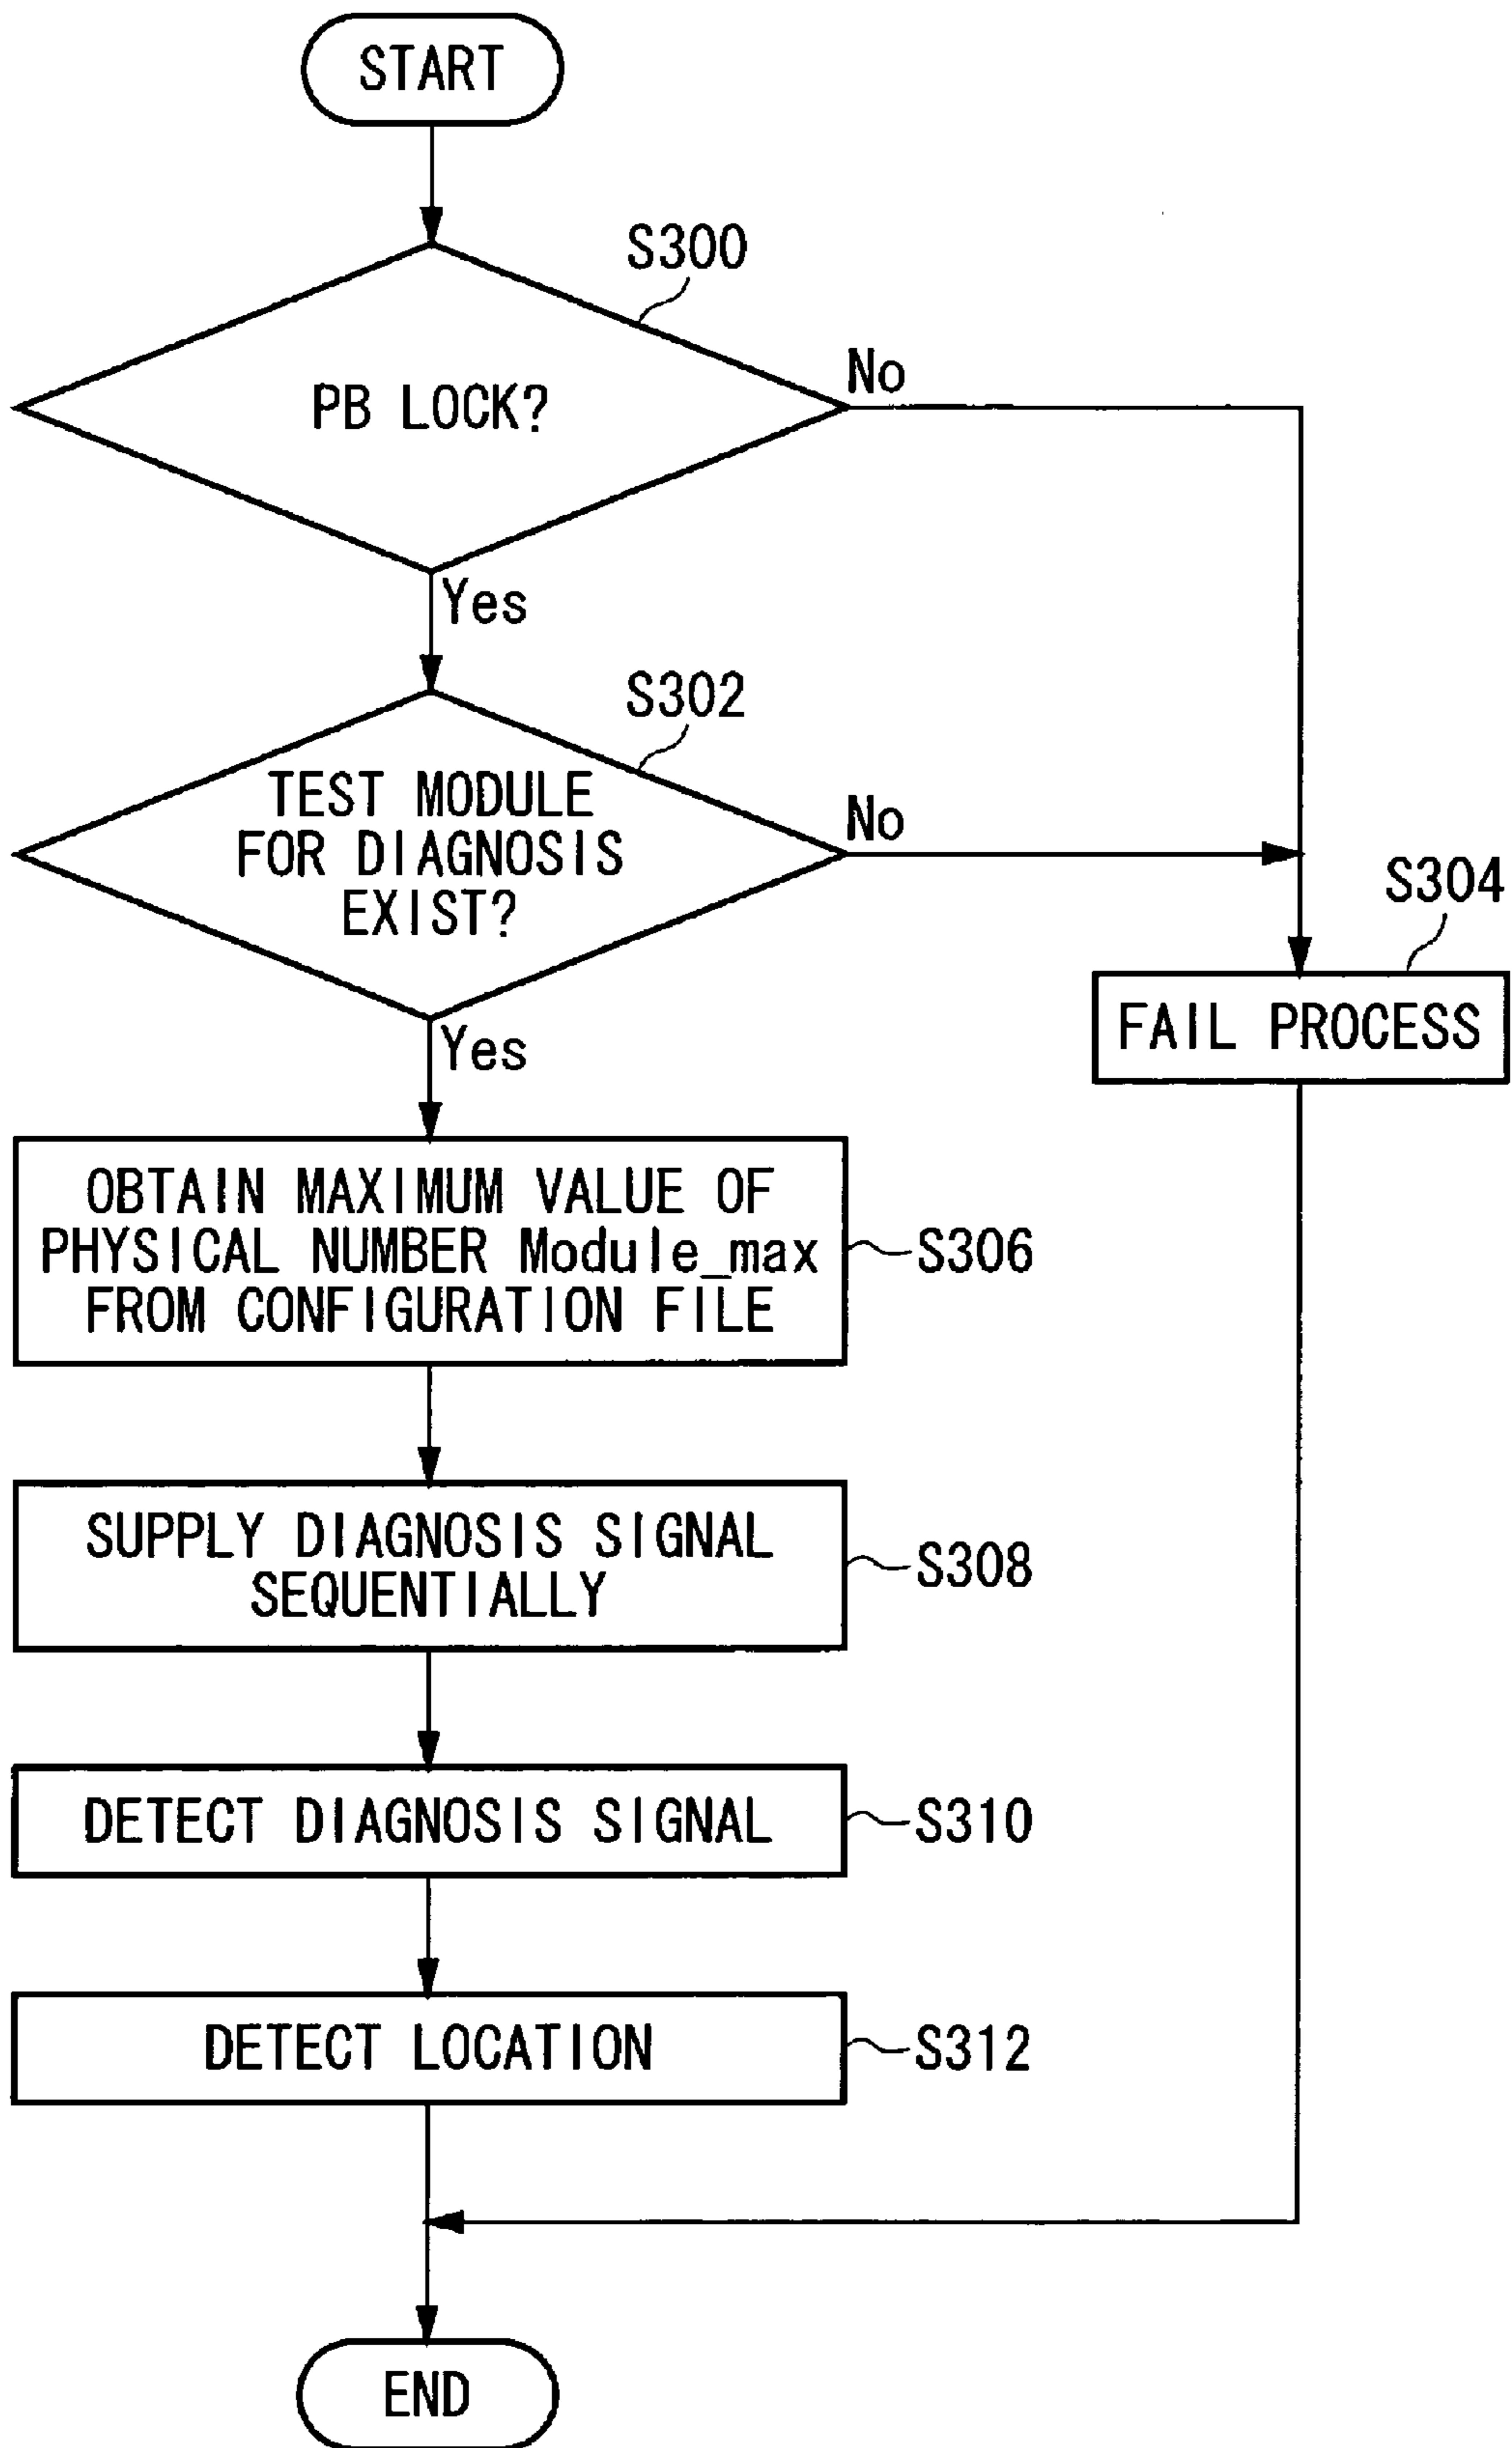 START
S300
PB LOCK?
No
Yes
S302
TEST MODULE
FOR DIAGNOSIS
EXIST?
No
Yes
S304
FAIL PROCESS
OBTAIN MAXIMUM VALUE OF
PHYSICAL NUMBER Module_max
FROM CONFIGURATION FILE
S306
SUPPLY DIAGNOSIS SIGNAL
SEQUENTIALLY
S308
DETECT DIAGNOSIS SIGNAL
S310
DETECT LOCATION
S312
END